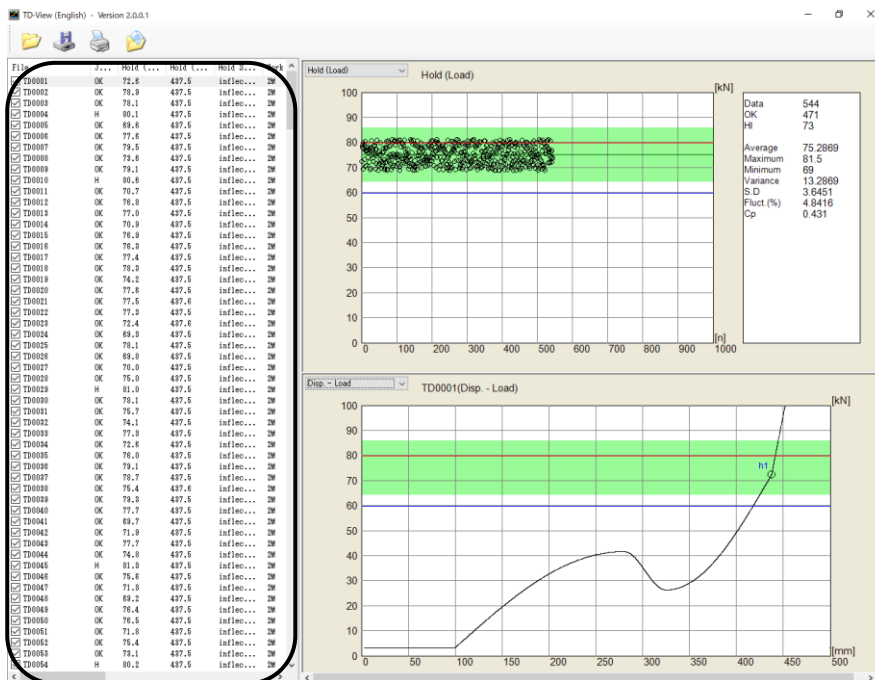 TD-View (English) - Version 2.0.0.1
File J... Hold (... Hold (... Hold S... Work
TD0001 OK 72.6 437.5 inflec... 2W
TD0002 OK 78.9 437.5 inflec... 2W
TD0003 OK 78.1 437.5 inflec... 2W
TD0004 H 80.1 437.5 inflec... 2W
TD0005 OK 69.6 437.5 inflec... 2W
TD0006 OK 77.6 437.5 inflec... 2W
TD0007 OK 79.5 437.5 inflec... 2W
TD0008 OK 73.6 437.5 inflec... 2W
TD0009 OK 79.1 437.5 inflec... 2W
TD0010 H 80.6 437.5 inflec... 2W
TD0011 OK 70.7 437.5 inflec... 2W
TD0012 OK 76.8 437.5 inflec... 2W
TD0013 OK 77.0 437.5 inflec... 2W
TD0014 OK 70.9 437.5 inflec... 2W
TD0015 OK 76.9 437.5 inflec... 2W
TD0016 OK 76.3 437.5 inflec... 2W
TD0017 OK 77.4 437.5 inflec... 2W
TD0018 OK 78.3 437.5 inflec... 2W
TD0019 OK 74.2 437.5 inflec... 2W
TD0020 OK 77.6 437.5 inflec... 2W
TD0021 OK 77.5 437.6 inflec... 2W
TD0022 OK 77.3 437.5 inflec... 2W
TD0023 OK 72.4 437.6 inflec... 2W
TD0024 OK 69.3 437.5 inflec... 2W
TD0025 OK 78.1 437.5 inflec... 2W
TD0026 OK 69.8 437.5 inflec... 2W
TD0027 OK 70.0 437.5 inflec... 2W
TD0028 OK 75.0 437.5 inflec... 2W
TD0029 H 81.0 437.5 inflec... 2W
TD0030 OK 78.1 437.5 inflec... 2W
TD0031 OK 75.7 437.5 inflec... 2W
TD0032 OK 74.1 437.5 inflec... 2W
TD0033 OK 77.3 437.5 inflec... 2W
TD0034 OK 72.6 437.5 inflec... 2W
TD0035 OK 76.0 437.5 inflec... 2W
TD0036 OK 79.1 437.5 inflec... 2W
TD0037 OK 78.7 437.5 inflec... 2W
TD0038 OK 75.4 437.6 inflec... 2W
TD0039 OK 79.3 437.5 inflec... 2W
TD0040 OK 77.7 437.5 inflec... 2W
TD0041 OK 69.7 437.5 inflec... 2W
TD0042 OK 71.9 437.5 inflec... 2W
TD0043 OK 77.7 437.5 inflec... 2W
TD0044 OK 74.8 437.5 inflec... 2W
TD0045 H 81.3 437.5 inflec... 2W
TD0046 OK 75.6 437.5 inflec... 2W
TD0047 OK 71.3 437.5 inflec... 2W
TD0048 OK 69.2 437.5 inflec... 2W
TD0049 OK 76.4 437.5 inflec... 2W
TD0050 OK 76.5 437.5 inflec... 2W
TD0051 OK 71.8 437.5 inflec... 2W
TD0052 OK 75.4 437.5 inflec... 2W
TD0053 OK 73.1 437.5 inflec... 2W
TD0054 H 80.2 437.5 inflec... 2W
Hold (Load) Hold (Load)
[kN]
100
90
80
70
60
50
40
30
20
10
0
0 100 200 300 400 500 600 700 800 900 1000
[n]
Data 544
OK 471
HI 73
Average 75.2869
Maximum 81.5
Minimum 69
Variance 13.2869
S.D 3.6451
Fluct.(%) 4.8416
Cp 0.431
Disp. - Load TD0001(Disp. - Load)
[kN]
100
90
80
h1
70
60
50
40
30
20
10
0
[mm]
0 50 100 150 200 250 300 350 400 450 500